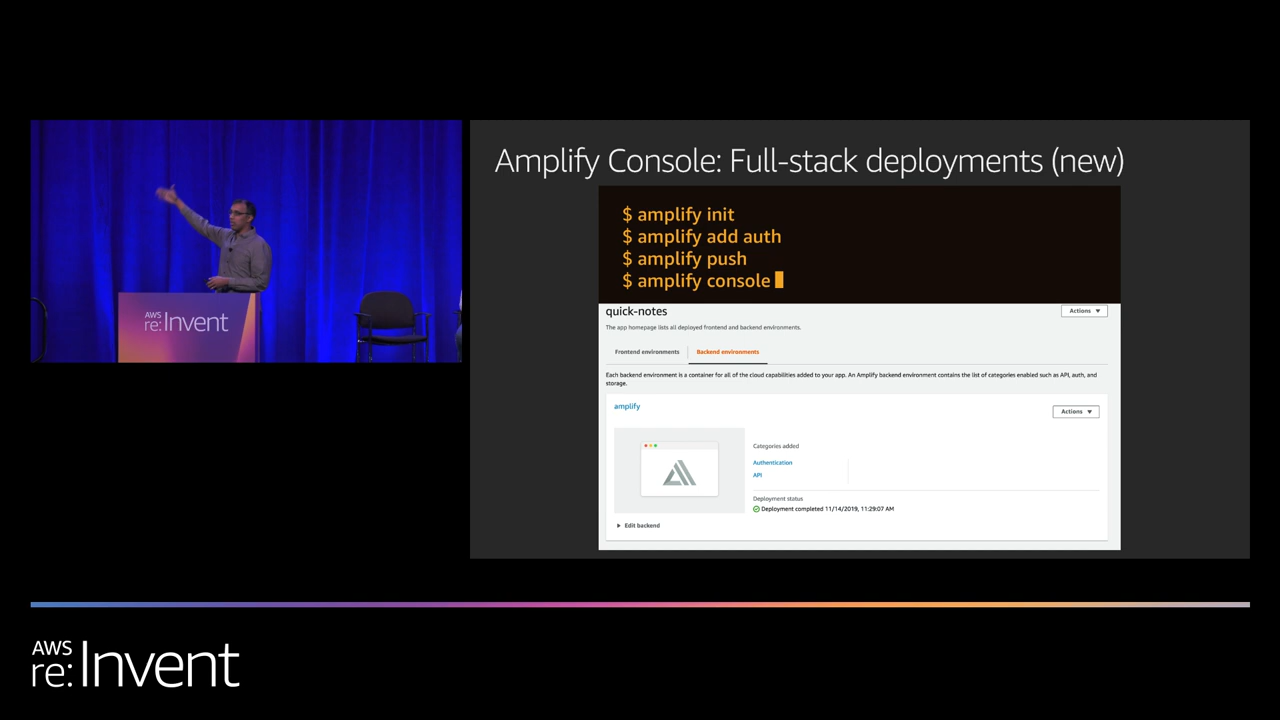 AWS
re:Invent
Amplify Console: Full-stack deployments (new)
$ amplify init
$ amplify add auth
$ amplify push
$ amplify console
quick-notes
Actions
The app homepage lists all deployed frontend and backend environments.
Frontend environments
Backend environments
Each backend environment is a container for all of the cloud capabilities added to your app. An Amplify backend environment contains the list of categories enabled such as API, auth, and
storage.
amplify
Actions
Categories added
Authentication
API
Deployment status
Deployment completed 11/14/2019, 11:29:07 AM
Edit backend
AWS
re:Invent